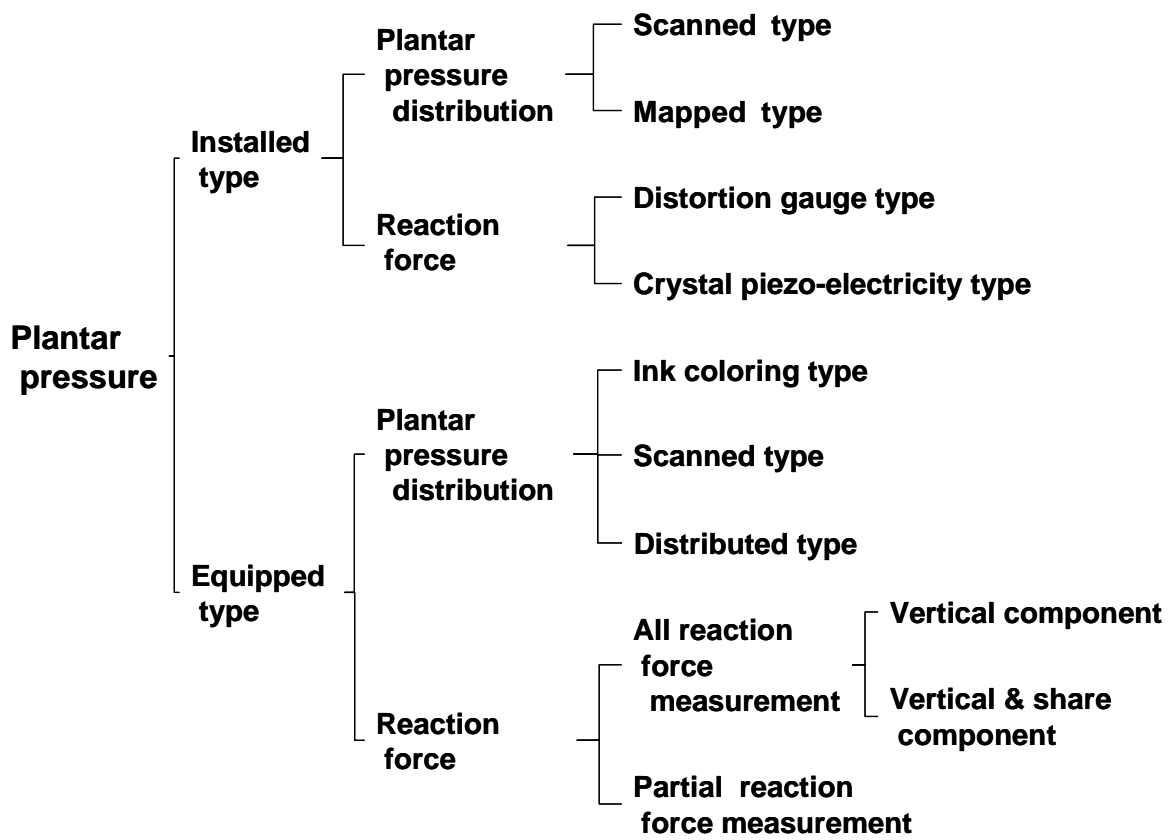 Plantar
pressure
Installed
type
Plantar
pressure
distribution
Scanned type
Mapped type
Reaction
force
Distortion gauge type
Crystal piezo-electricity type
Equipped
type
Plantar
pressure
distribution
Ink coloring type
Scanned type
Distributed type
Reaction
force
All reaction
force
measurement
Vertical component
Vertical & share
component
Partial reaction
force measurement